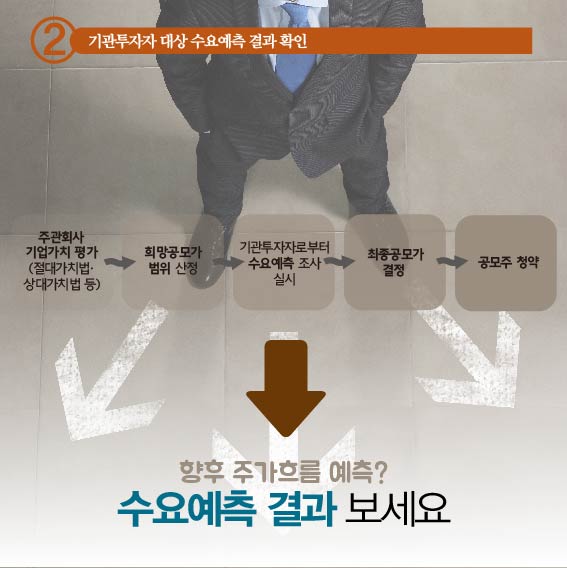 2 기관투자자 대상 수요예측 결과 확인
주관회사
기업가치 평가
(절대가치법·
상대가치법 등)
희망공모가
범위 산정
기관투자자로부터
수요예측 조사
실시
최종공모가
결정
공모주 청약
향후 주가흐름 예측?
수요예측 결과 보세요